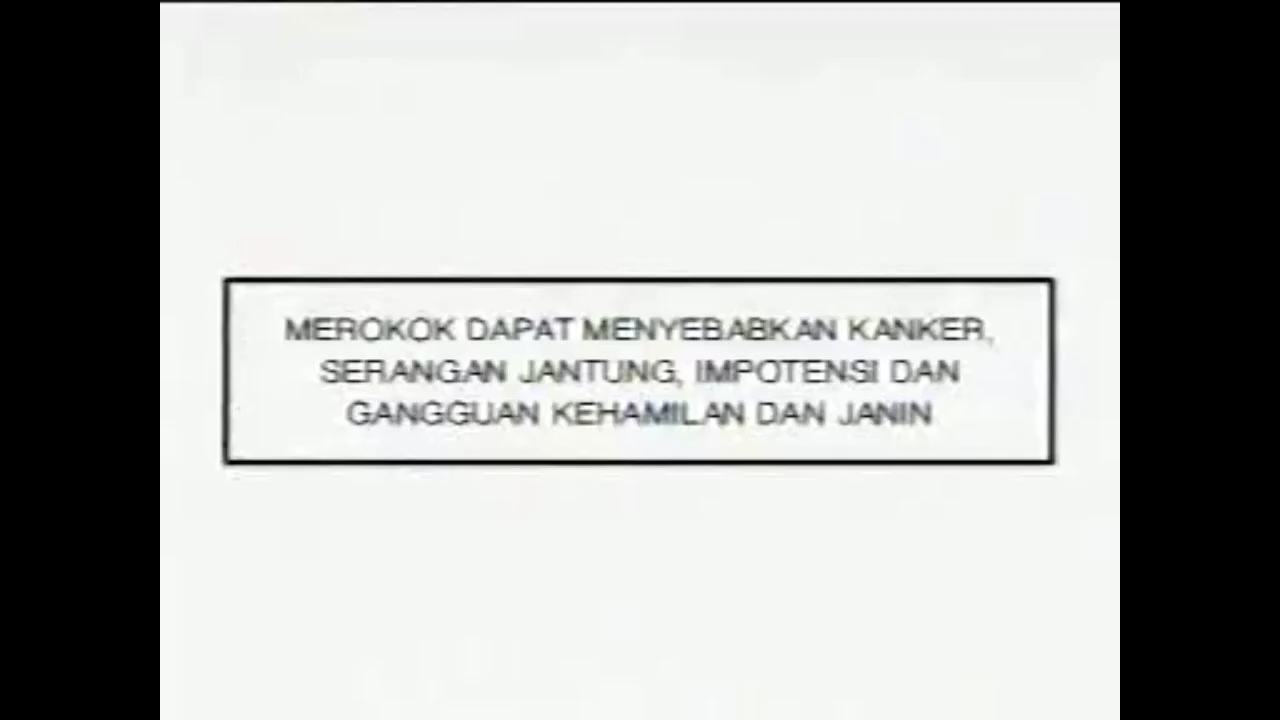 MEROKOK DAPAT MENYEBABKAN KANKER,
SERANGAN JANTUNG, IMPOTENSI DAN
GANGGUAN KEHAMILAN DAN JANIN